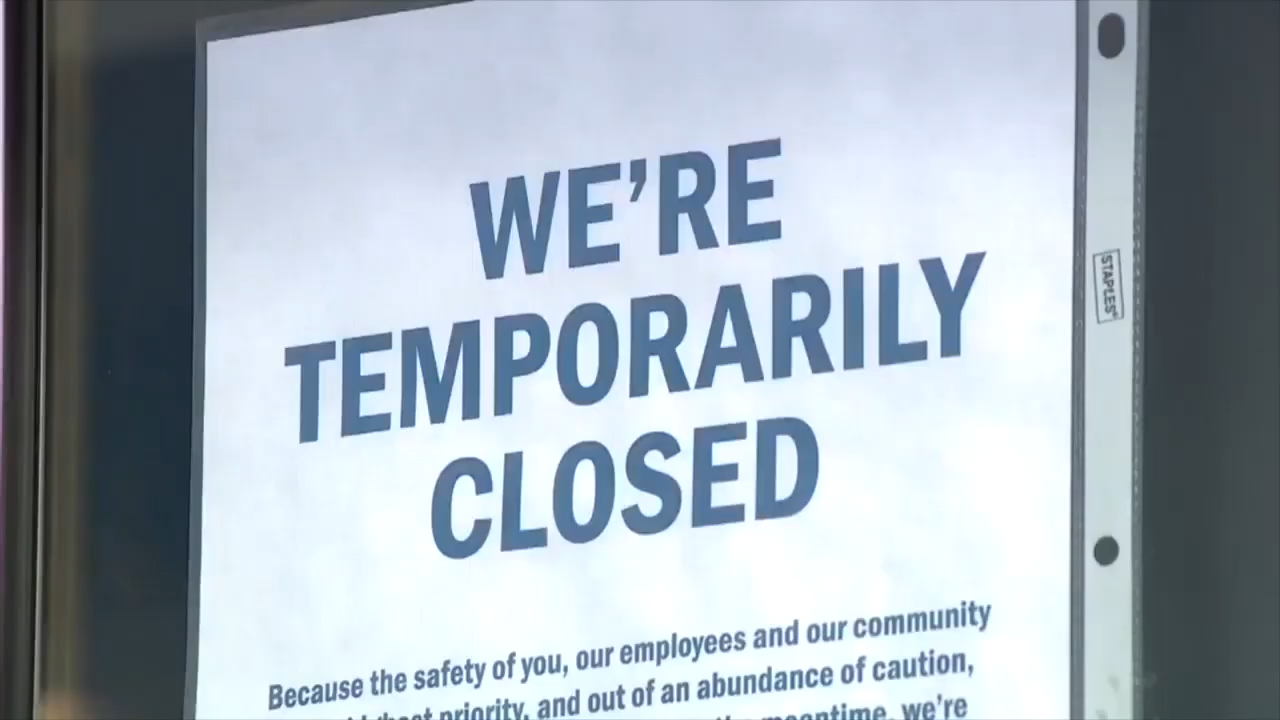 WE'RE
TEMPORARILY
CLOSED
STAPLES®
Because the safety of you, our employees and our community
priority, and out of an abundance of caution,
meantime, we're